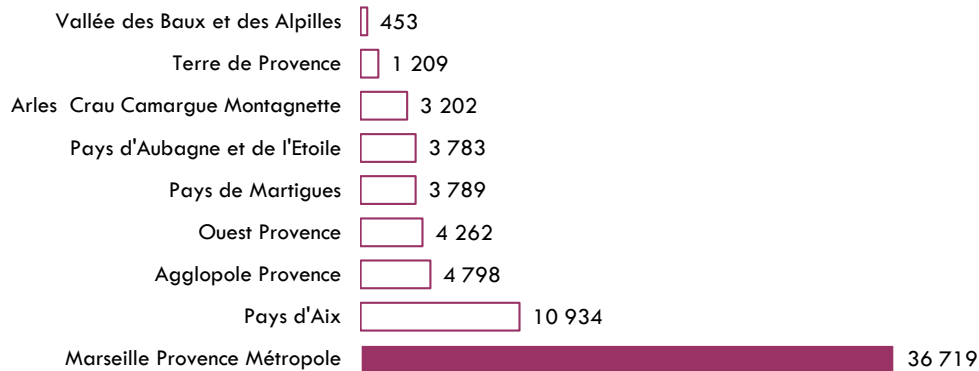 Vallée des Baux et des Alpilles 453
Terre de Provence 1 209
Arles  Crau Camargue Montagnette 3 202
Pays d'Aubagne et de l'Etoile 3 783
Pays de Martigues 3 789
Ouest Provence 4 262
Agglopole Provence 4 798
Pays d'Aix 10 934
Marseille Provence Métropole 36 719